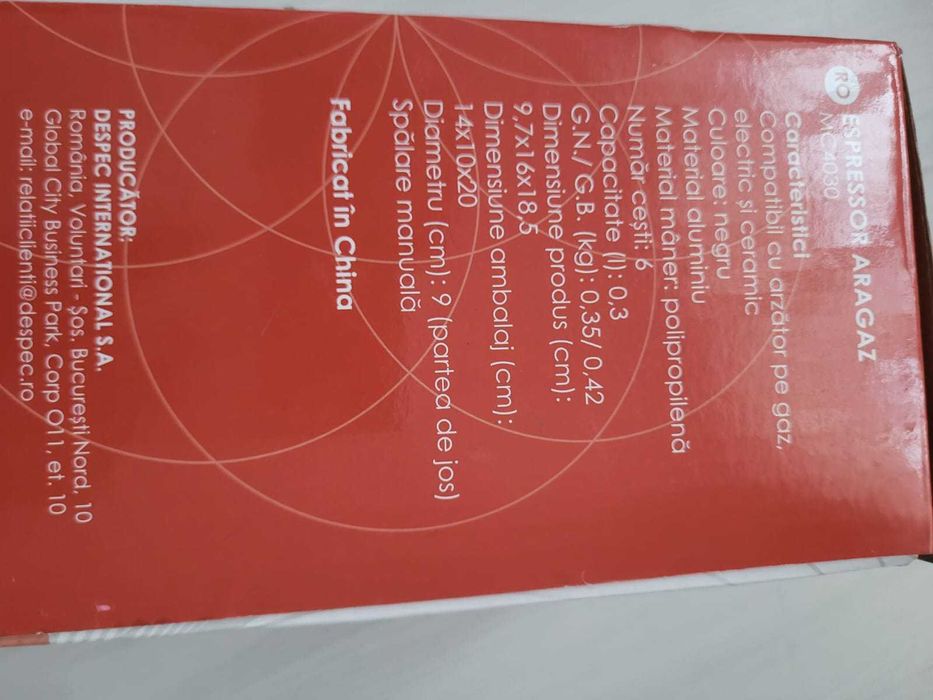 RO ESPRESSOR ARAGAZ
MC4030
Caracteristici
Compatibil cu arzător pe gaz,
electric și ceramic
Culoare: negru
Material aluminiu
Material mâner: polipropilenă
Număr cești: 6
Capacitate (l): 0,3
G.N./ G.B. (kg): 0,35/ 0,42
Dimensiune produs (cm):
9,7x16x18,5
Dimensiune ambalaj (cm):
14x10x20
Diametru (cm): 9 (partea de jos)
Spălare manuală
Fabricat în China
PRODUCĂTOR:
DESPEC INTERNATIONAL S.A.
România, Voluntari - Șos. București Nord, 10
Global City Business Park, Corp O11, et. 10
e-mail: relatiiclienti@despec.ro